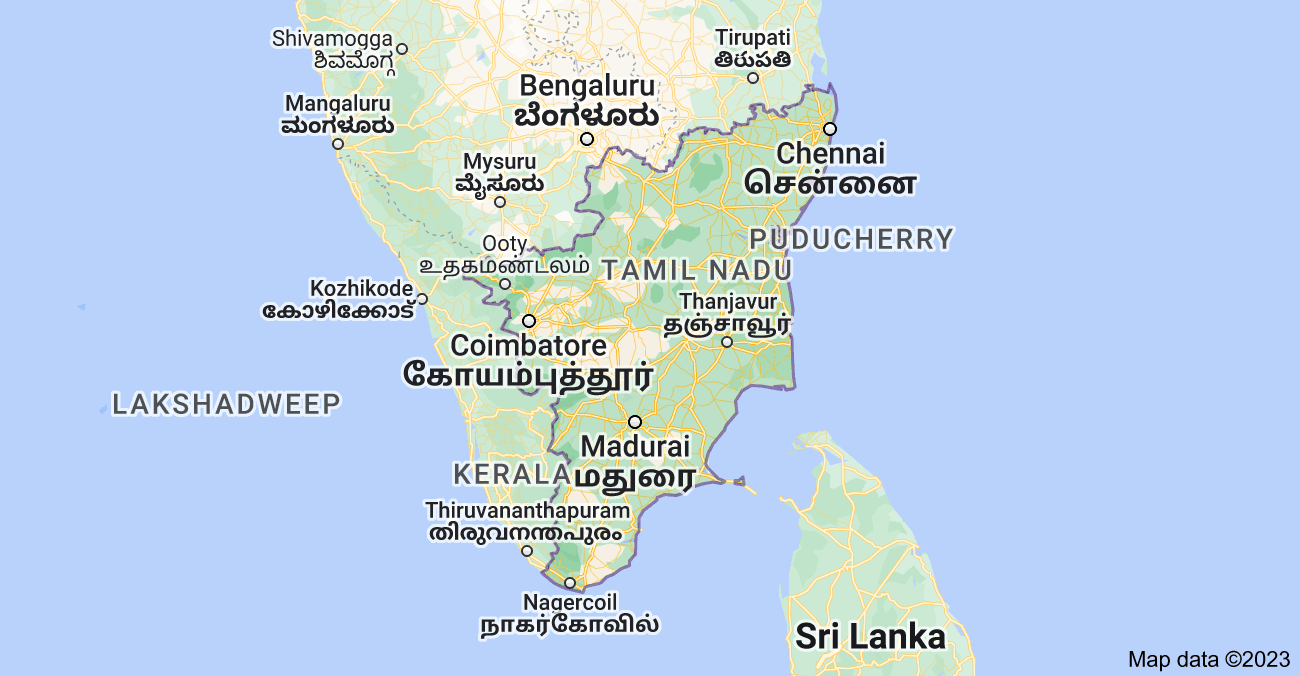 Shivamogga
ಶಿವಮೊಗ್ಗ
Tirupati
తిరుపతి
Bengaluru
ಬೆಂಗಳೂರು
Mangaluru
ಮಂಗಳೂರು
Chennai
சென்னை
Mysuru
ಮೈಸೂರು
PUDUCHERRY
Ooty
உதகமண்டலம்
TAMIL NADU
Kozhikode
കോഴിക്കോട്
Thanjavur
தஞ்சாவூர்
Coimbatore
கோயம்புத்தூர்
LAKSHADWEEP
Madurai
மதுரை
KERALA
Thiruvananthapuram
തിരുവനന്തപുരം
Nagercoil
நாகர்கோவில்
Sri Lanka
Map data ©2023